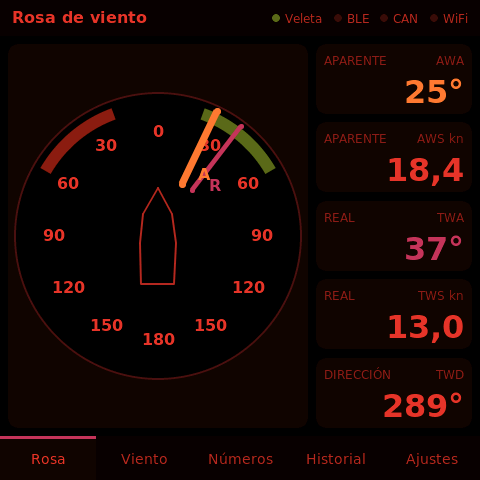 Rosa de viento
Veleta BLE CAN WiFi
0
30 30
60 60
90 90
120 120
150 150
180
A
R
APARENTE AWA
25°
APARENTE AWS kn
18,4
REAL TWA
37°
REAL TWS kn
13,0
DIRECCIÓN TWD
289°
Rosa Viento Números Historial Ajustes